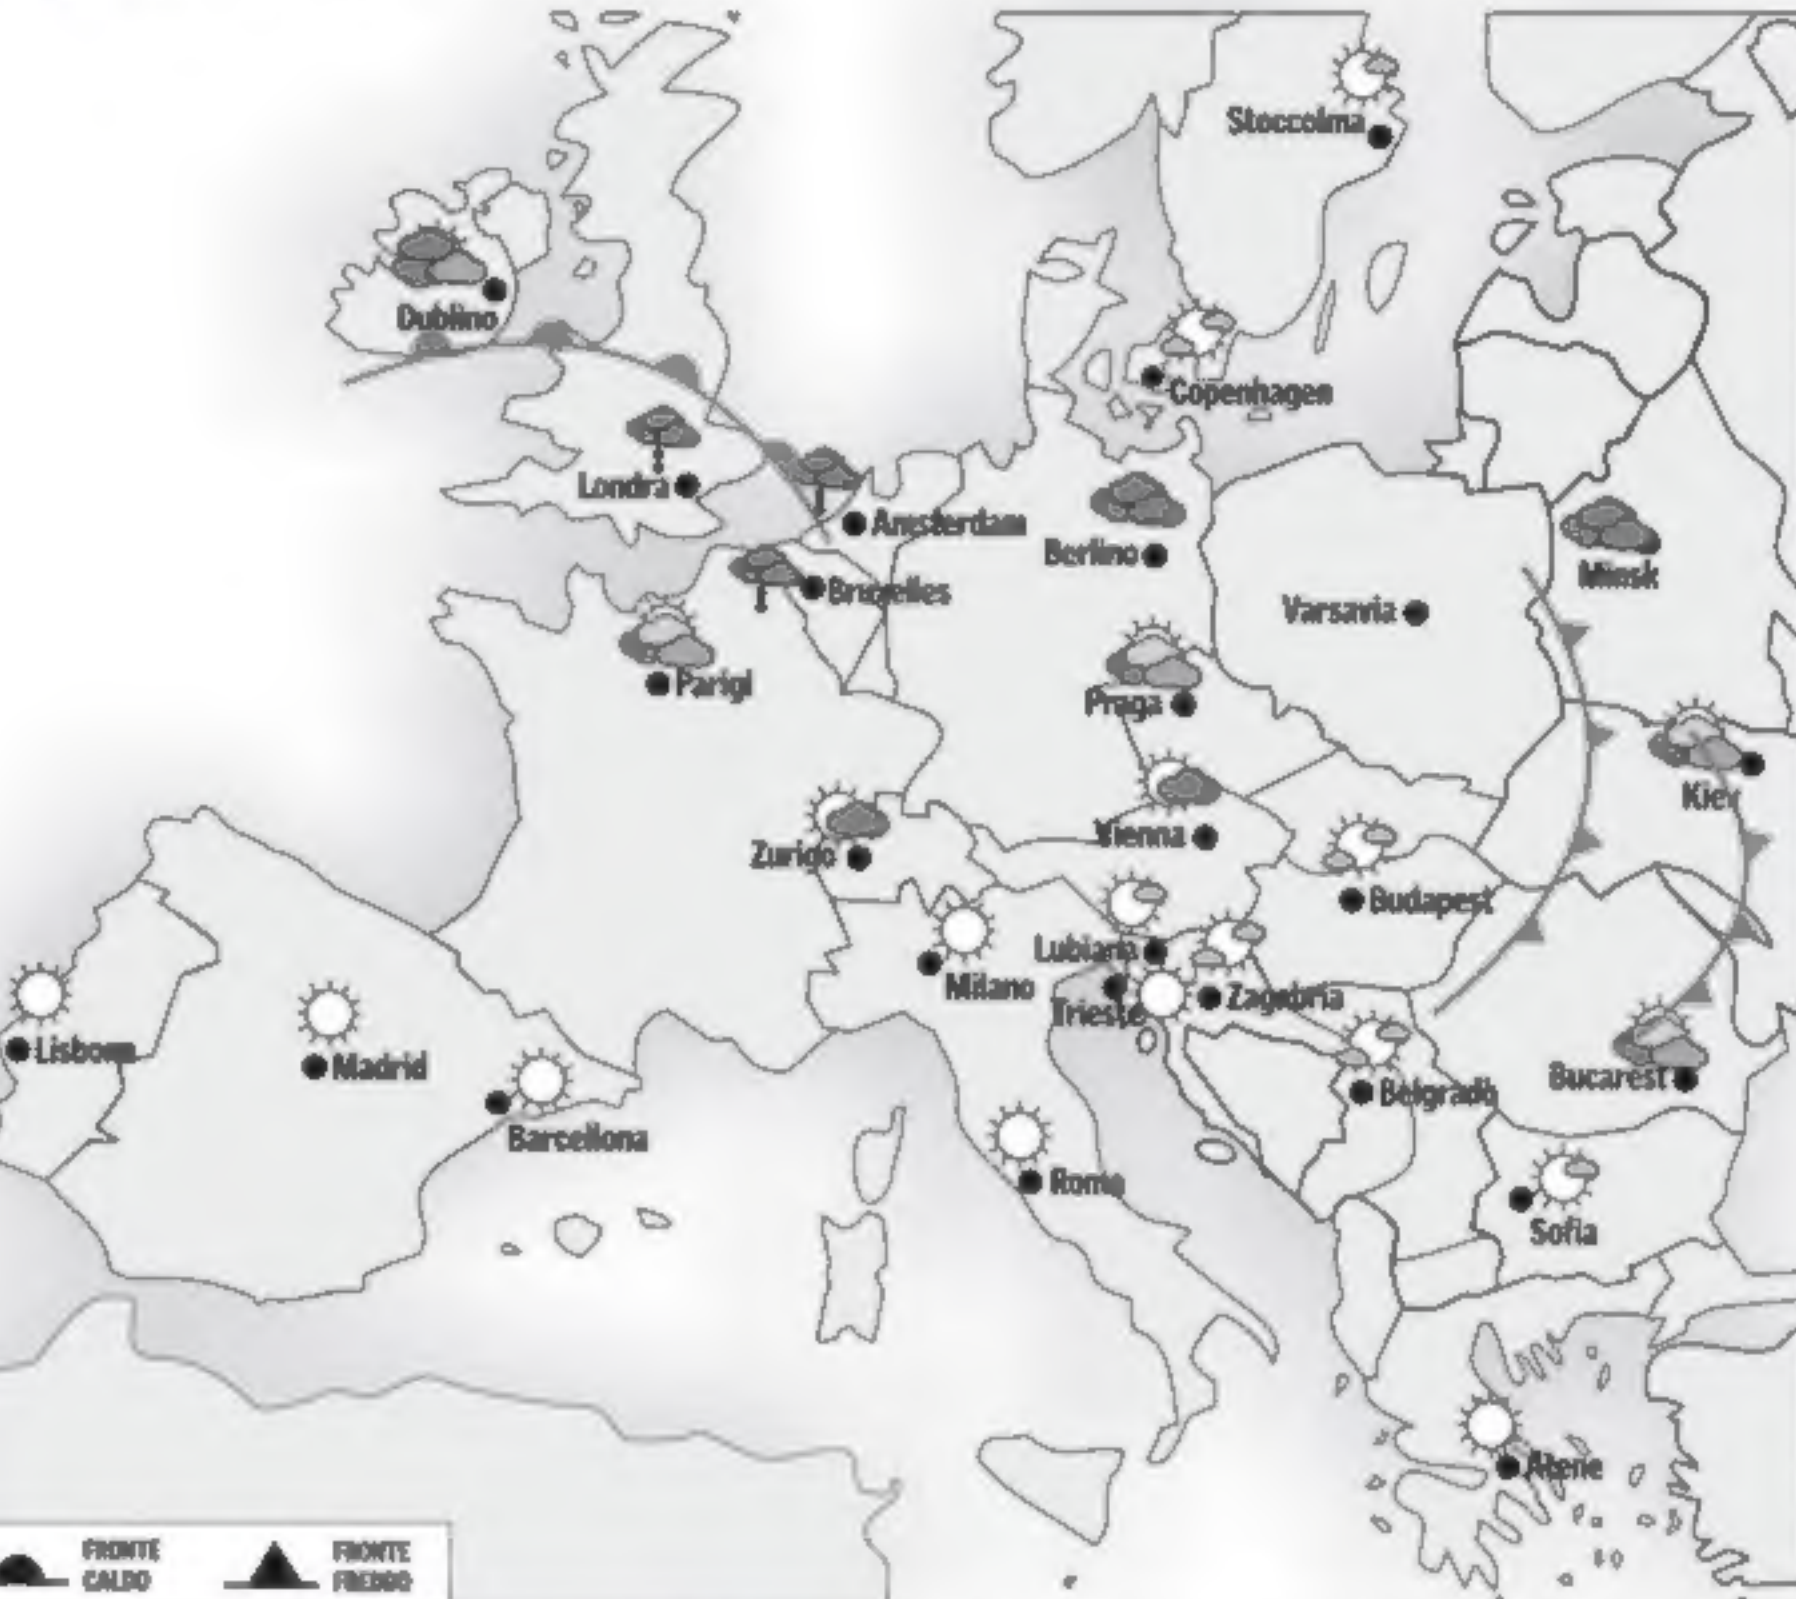 Stoccolma
Dublino
Copenhagen
Londra
Amsterdam
Berlino
Minsk
Bruxelles
Varsavia
Parigi
Praga
Kiev
Vienna
Zurigo
Budapest
Lubiana
Milano
Zagabria
Trieste
Lisbona
Madrid
Bucarest
Belgrado
Barcellona
Roma
Sofia
Atene
FRONTE
CALDO
FRONTE
FREDDO